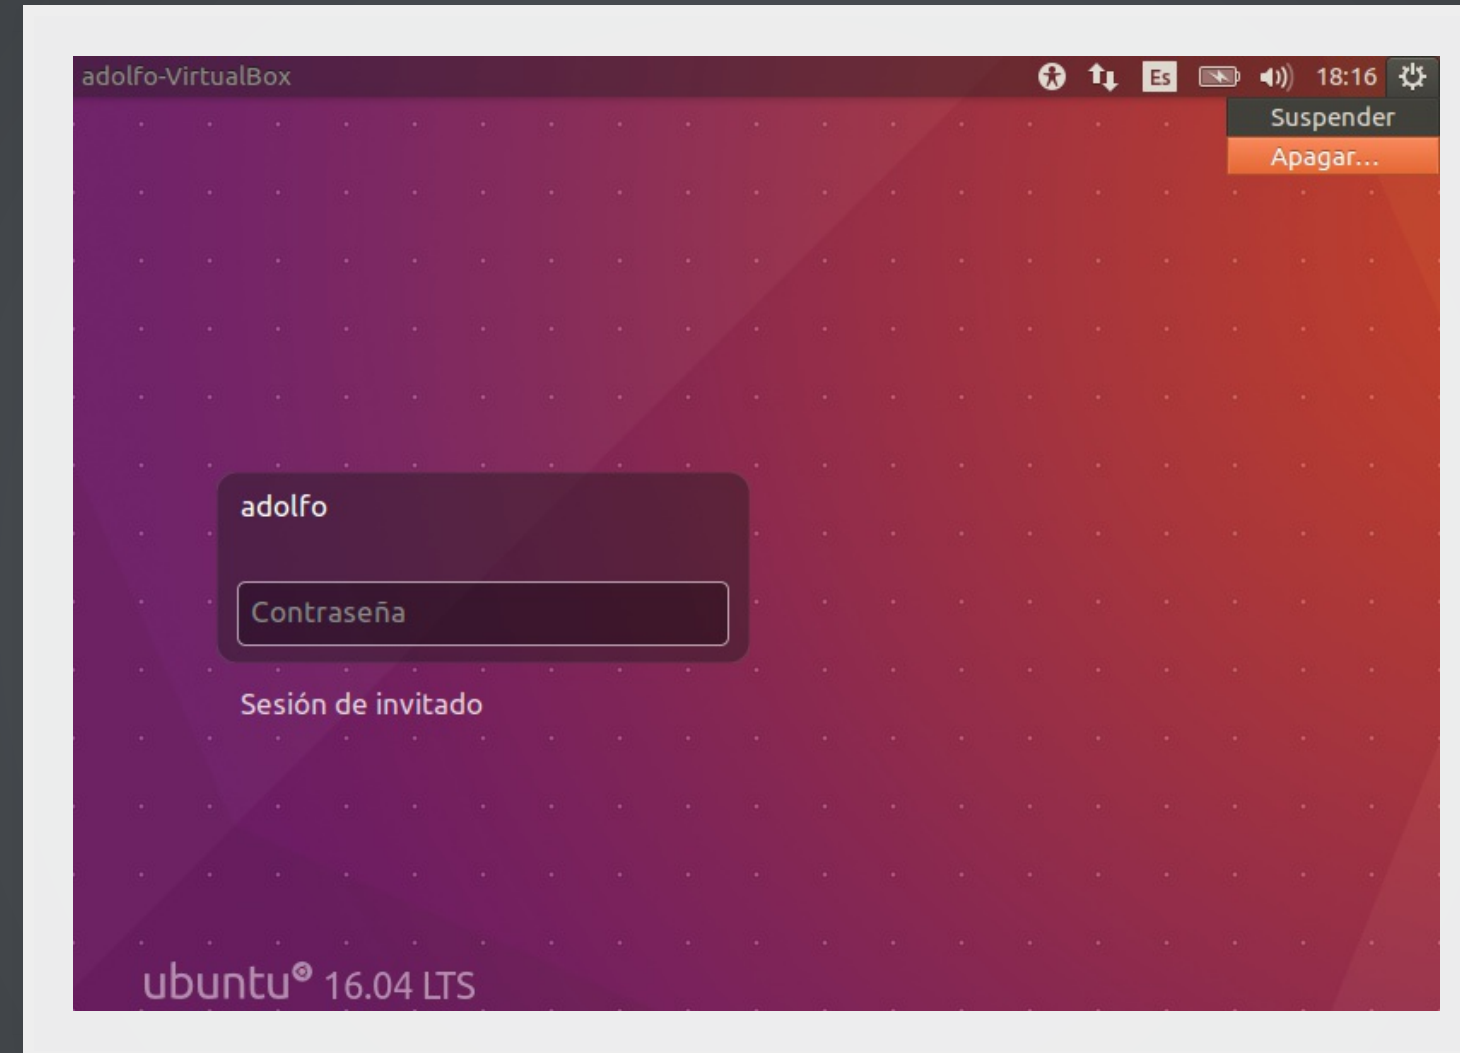 adolfo-VirtualBox
Es
18:16
Suspender
Apagar...
adolfo
Contraseña
Sesión de invitado
ubuntu 16.04 LTS